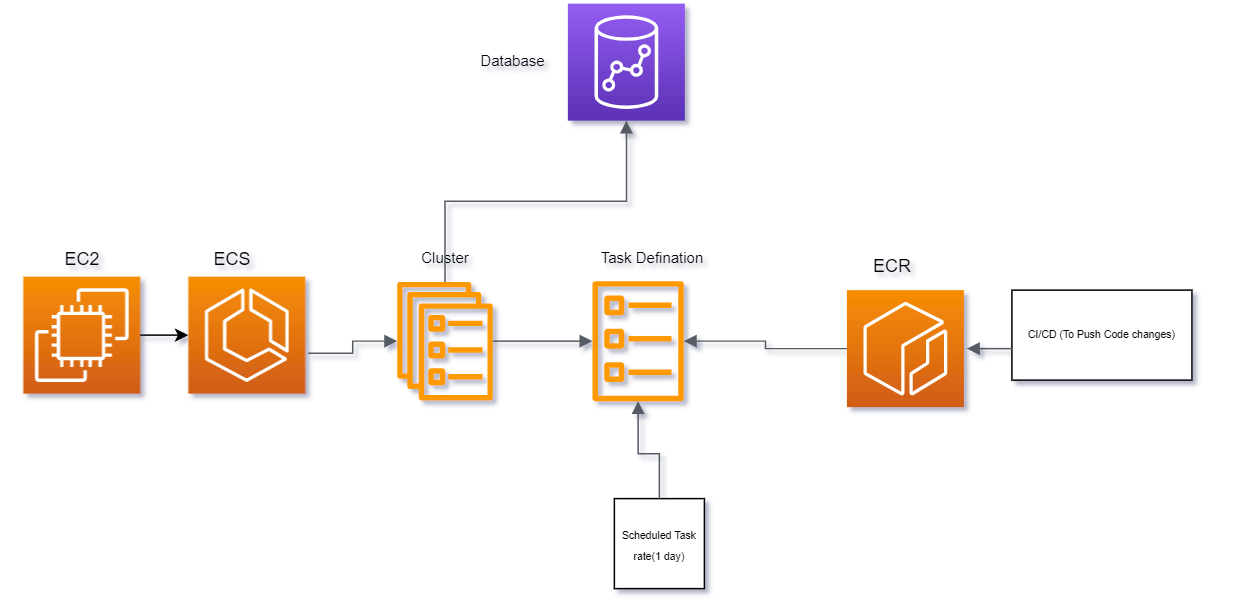 Database
EC2
ECS
Cluster
Task Defination
ECR
CI/CD (To Push Code changes)
Scheduled Task
rate(1 day)